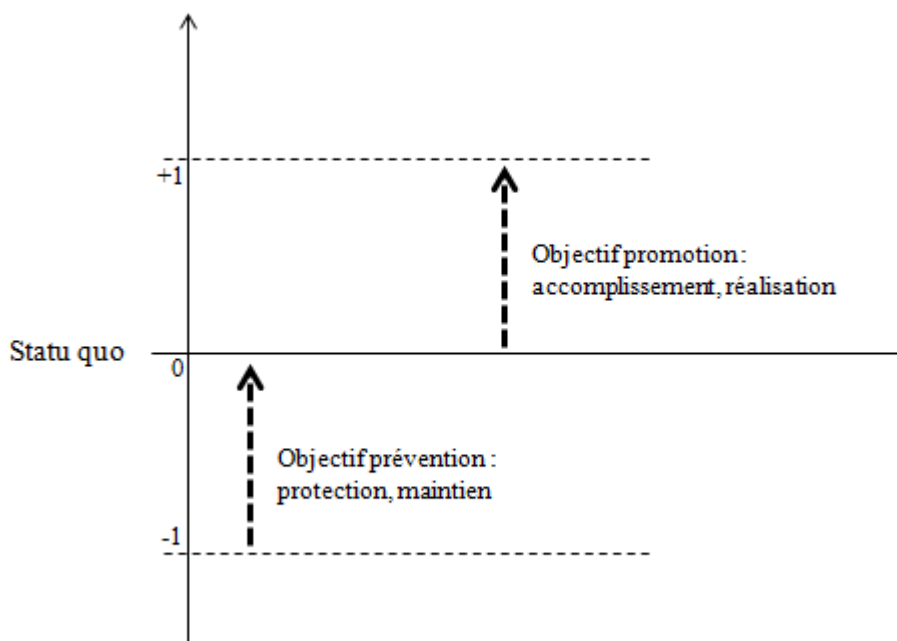 +1
Objectif promotion :
accomplissement, réalisation
Statu quo
0
Objectif prévention :
protection, maintien
-1